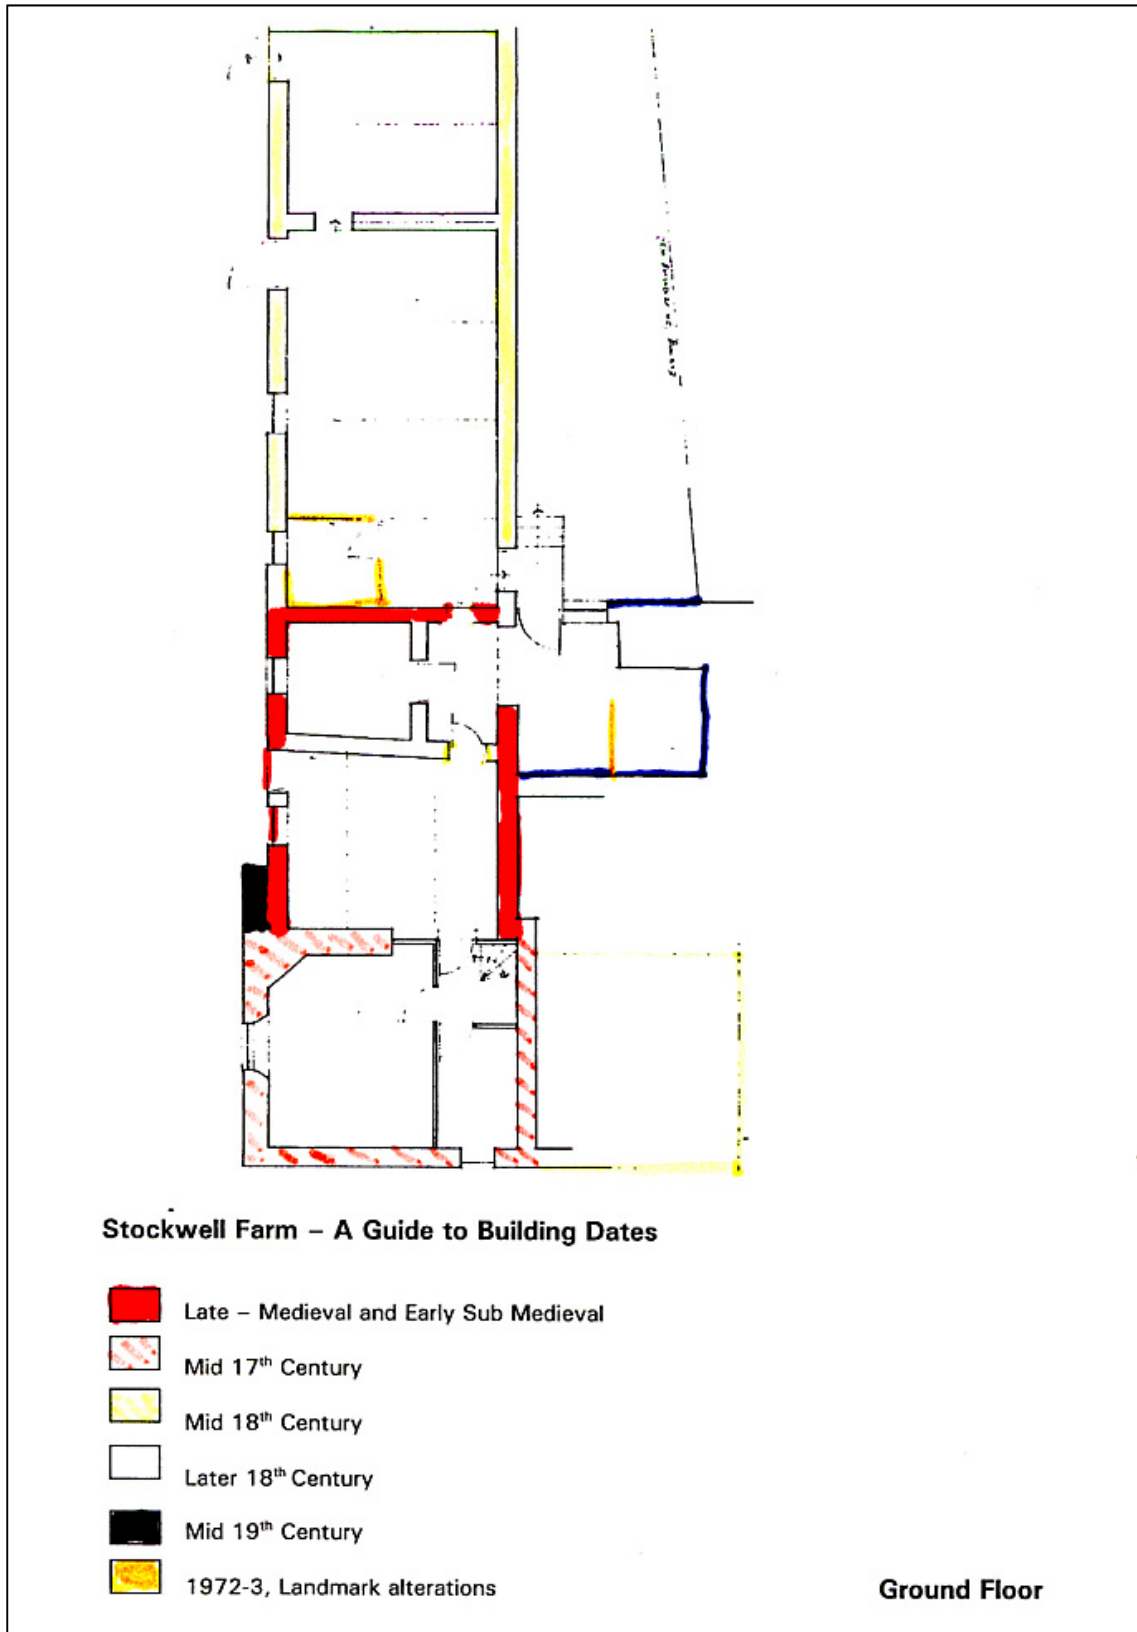 Stockwell Farm – A Guide to Building Dates
Late – Medieval and Early Sub Medieval
Mid 17th Century
Mid 18th Century
Later 18th Century
Mid 19th Century
1972-3, Landmark alterations
Ground Floor